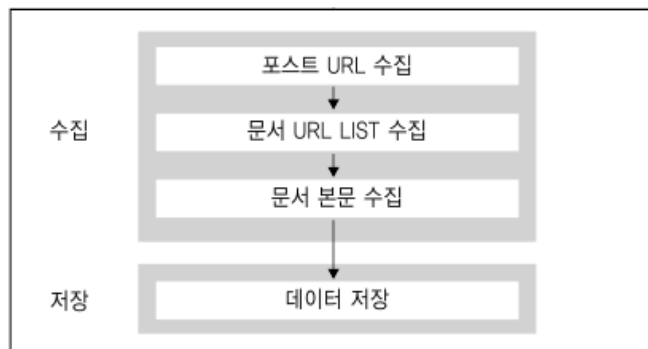 포스트 URL 수집
수집
문서 URL LIST 수집
문서 본문 수집
저장
데이터 저장